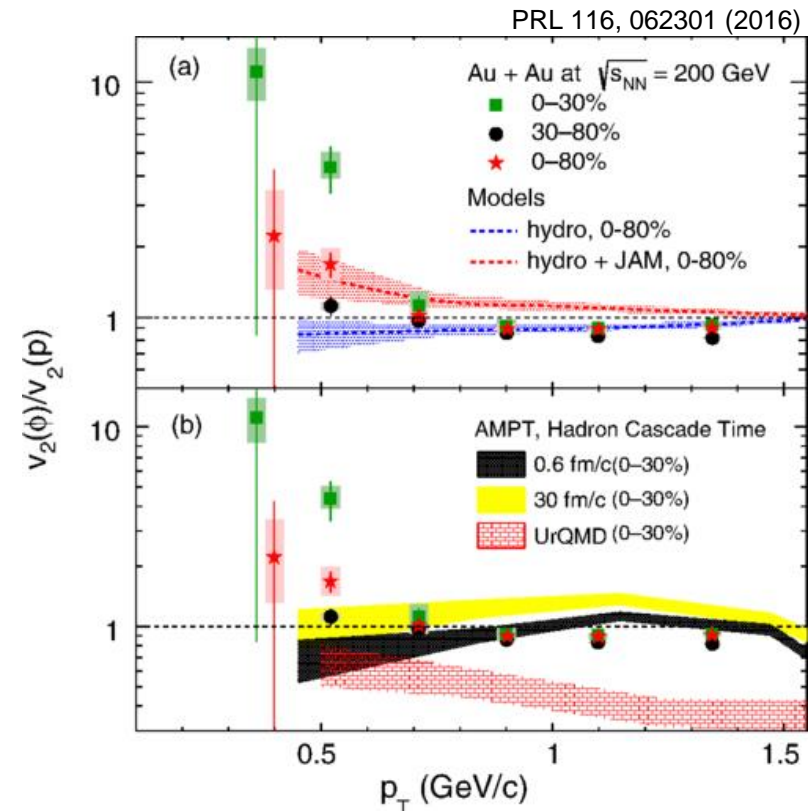 PRL 116, 062301 (2016)
(a)
Au + Au at √sNN = 200 GeV
0–30%
30–80%
0–80%
Models
hydro, 0-80%
hydro + JAM, 0-80%
10
1
v2(ϕ)/v2(p)
(b)
AMPT, Hadron Cascade Time
0.6 fm/c(0–30%)
30 fm/c (0–30%)
UrQMD (0–30%)
10
1
0.5 1 1.5
pT (GeV/c)